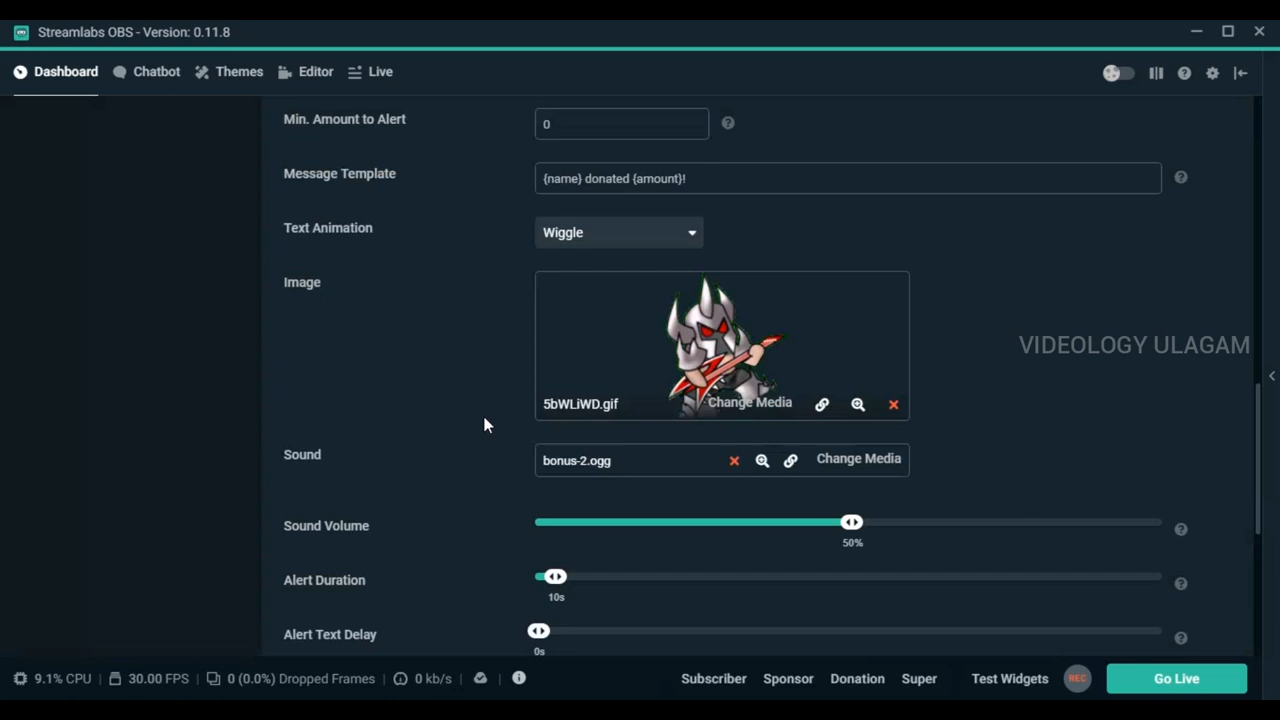 Streamlabs OBS - Version: 0.11.8
Dashboard Chatbot Themes Editor Live
Min. Amount to Alert 0
Message Template {name} donated {amount}!
Text Animation Wiggle
Image
VIDEOLOGY ULAGAM
5bWLiWD.gif Change Media
Sound bonus-2.ogg Change Media
Sound Volume
50%
Alert Duration
10s
Alert Text Delay
0s
9.1% CPU 30.00 FPS 0 (0.0%) Dropped Frames 0 kb/s Subscriber Sponsor Donation Super Test Widgets REC Go Live